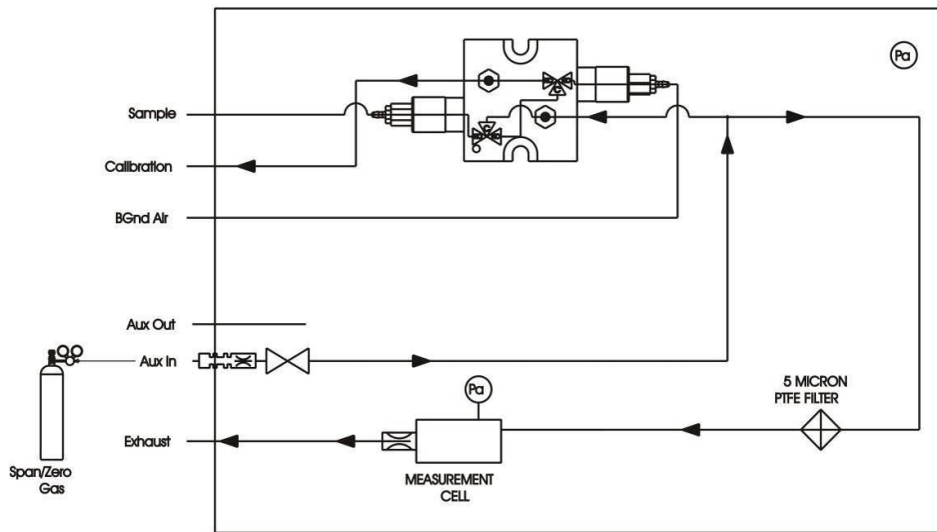 Pa
Sample
Calibration
BGnd Air
Aux Out
Aux In
Pa
5 MICRON
PTFE FILTER
Exhaust
Span/Zero
Gas
MEASUREMENT
CELL